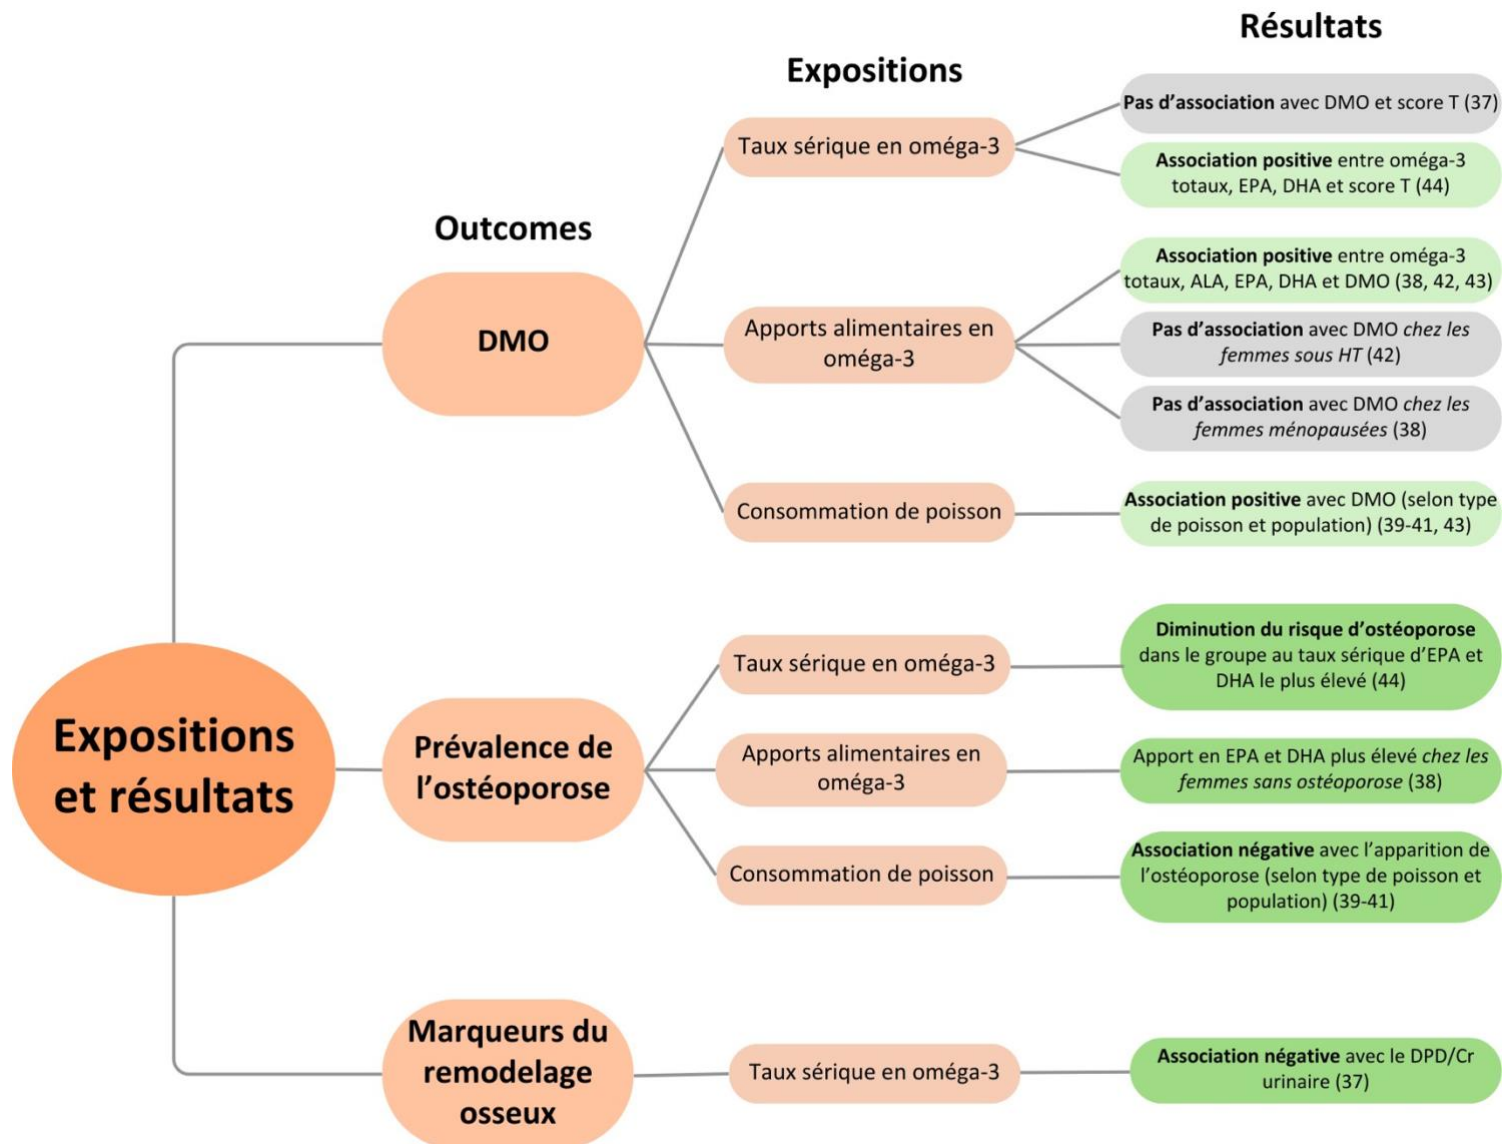 Résultats
Expositions
Outcomes
Pas d’association avec DMO et score T (37)
Taux sérique en oméga-3
Association positive entre oméga-3
totaux, EPA, DHA et score T (44)
DMO
Apports alimentaires en
oméga-3
Association positive entre oméga-3
totaux, ALA, EPA, DHA et DMO (38, 42, 43)
Pas d’association avec DMO chez les
femmes sous HT (42)
Pas d’association avec DMO chez les
femmes ménopausées (38)
Consommation de poisson
Association positive avec DMO (selon type
de poisson et population) (39-41, 43)
Expositions
et résultats
Prévalence de
l’ostéoporose
Taux sérique en oméga-3
Diminution du risque d’ostéoporose
dans le groupe au taux sérique d’EPA et
DHA le plus élevé (44)
Apports alimentaires en
oméga-3
Apport en EPA et DHA plus élevé chez les
femmes sans ostéoporose (38)
Consommation de poisson
Association négative avec l’apparition de
l’ostéoporose (selon type de poisson et
population) (39-41)
Marqueurs du
remodelage
osseux
Taux sérique en oméga-3
Association négative avec le DPD/Cr
urinaire (37)